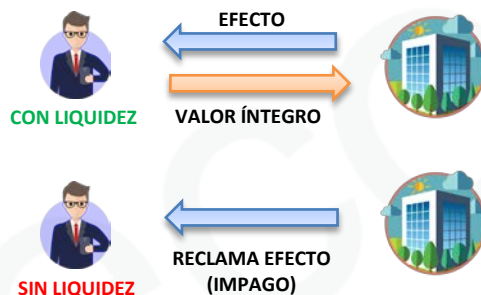 EFECTO
CON LIQUIDEZ
VALOR ÍNTEGRO
RECLAMA EFECTO
(IMPAGO)
SIN LIQUIDEZ